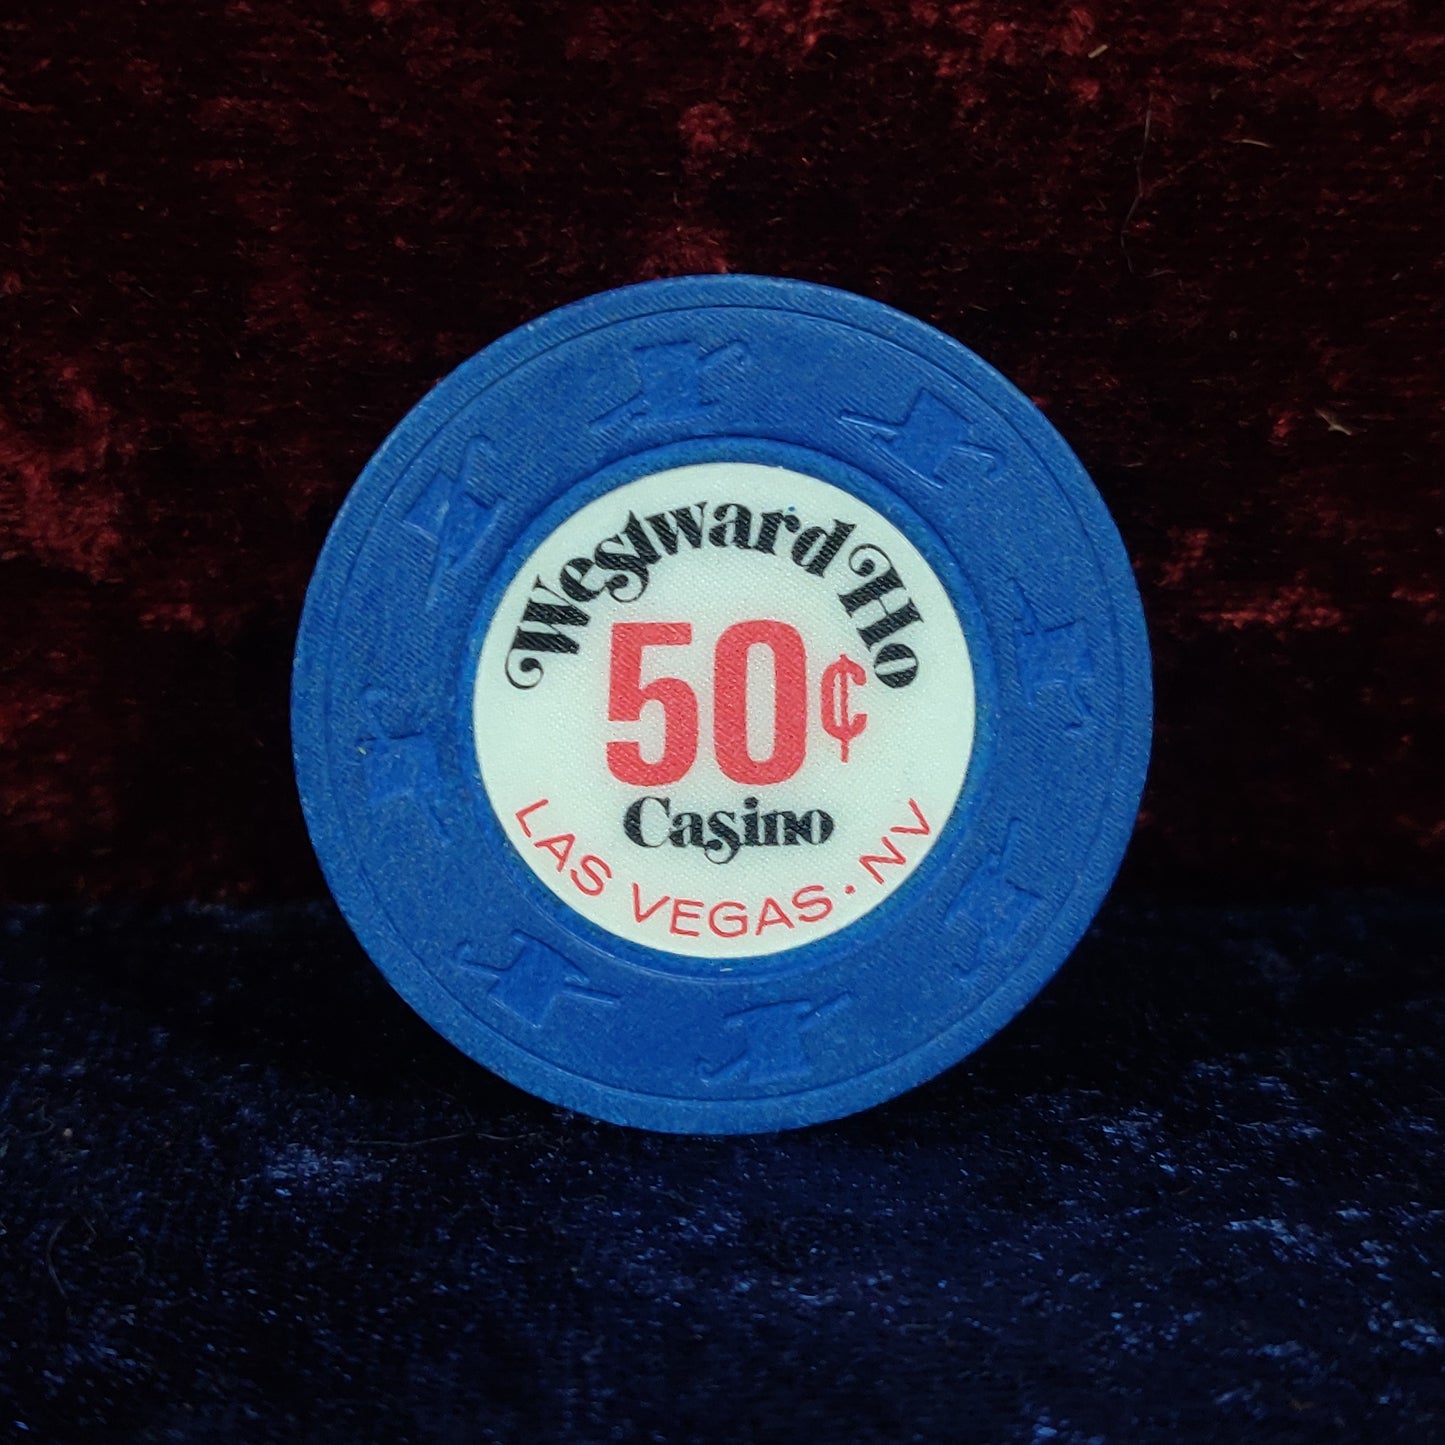 Westward Ho
50¢
Casino
LAS VEGAS • NV